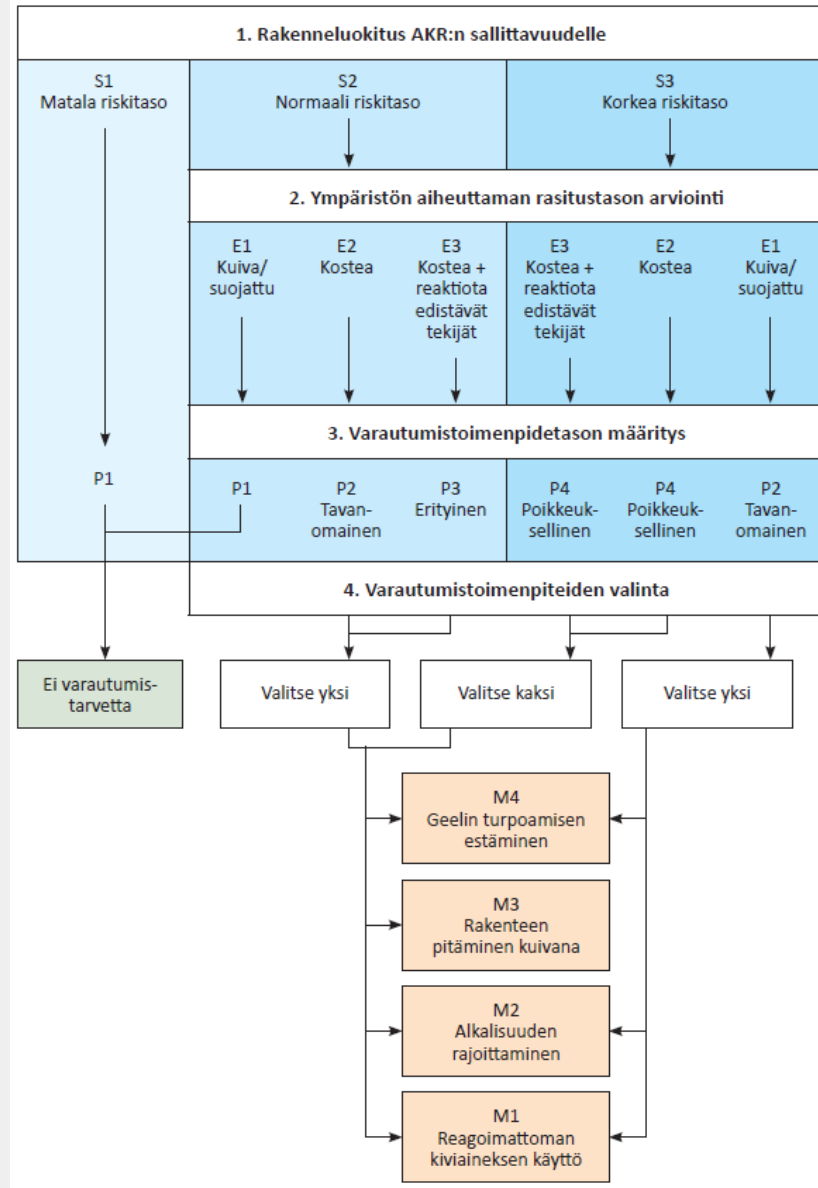 1. Rakenneluokitus AKR:n sallittavuudelle
S1
Matala riskitaso
S2
Normaali riskitaso
S3
Korkea riskitaso
2. Ympäristön aiheuttaman rasitustason arviointi
E1
Kuiva/
suojattu
E2
Kostea
E3
Kostea +
reaktiota
edistävät
tekijät
E3
Kostea +
reaktiota
edistävät
tekijät
E2
Kostea
E1
Kuiva/
suojattu
3. Varautumistoimenpidetason määritys
P1
P1
P2
Tavan-
omainen
P3
Erityinen
P4
Poikkeuk-
sellinen
P4
Poikkeuk-
sellinen
P2
Tavan-
omainen
4. Varautumistoimenpiteiden valinta
Ei varautumis-
tarvetta
Valitse yksi
Valitse kaksi
Valitse yksi
M4
Geelin turpoamisen
estäminen
M3
Rakenteen
pitäminen kuivana
M2
Alkalisuuden
rajoittaminen
M1
Reagoimattoman
kiviaineksen käyttö